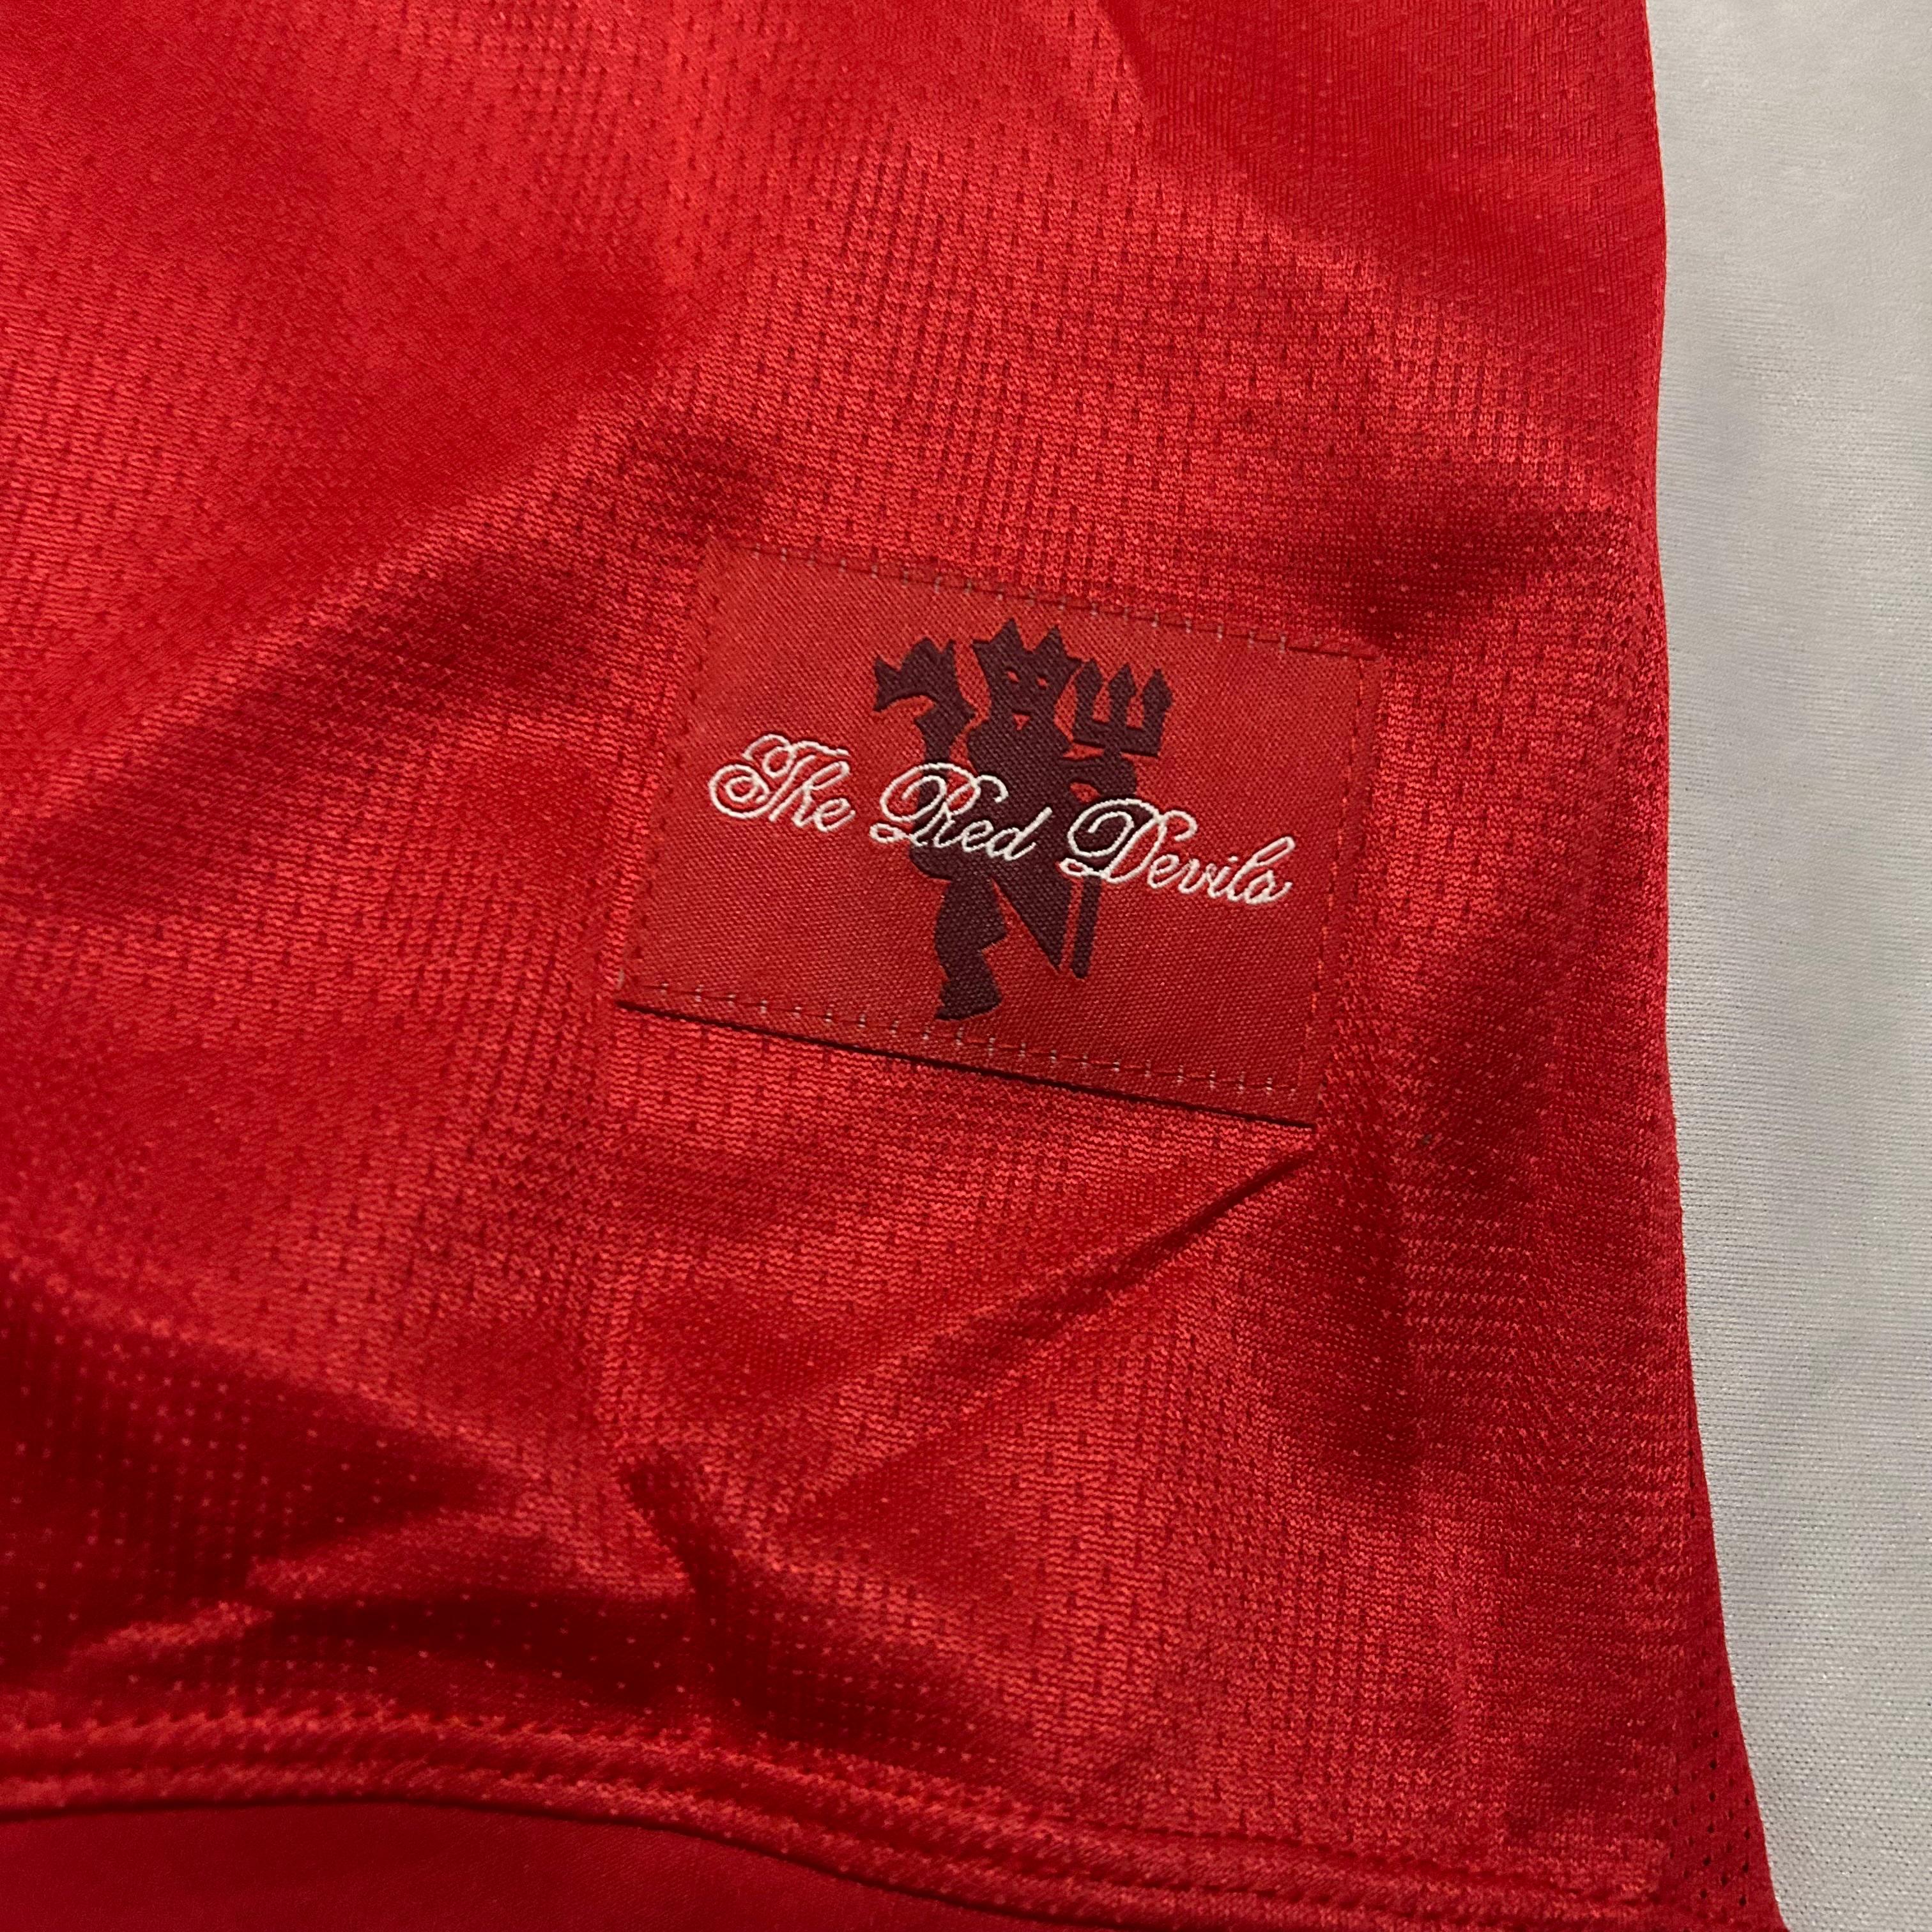 The Red Devils